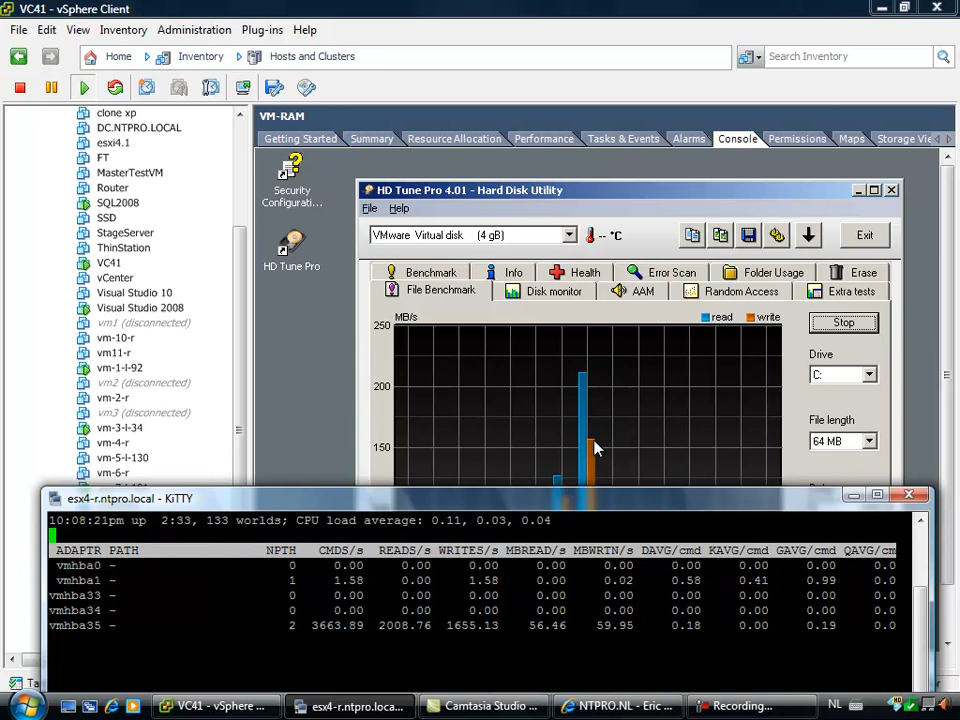 VC41 - vSphere Client
File Edit View Inventory Administration Plug-ins Help
Home Inventory Hosts and Clusters
Search Inventory
clone xp
DC.NTPRO.LOCAL
esxi4.1
FT
MasterTestVM
Router
SQL2008
SSD
StageServer
ThinStation
VC41
vCenter
Visual Studio 10
Visual Studio 2008
vm1 (disconnected)
vm-10-r
vm11-r
vm-1-l-92
vm2 (disconnected)
vm-2-r
vm3 (disconnected)
vm-3-l-34
vm-4-r
vm-5-l-130
vm-6-r
VM-RAM
Getting Started Summary Resource Allocation Performance Tasks & Events Alarms Console Permissions Maps Storage Vie
Security
Configurati...
HD Tune Pro
HD Tune Pro 4.01 - Hard Disk Utility
File Help
VMware Virtual disk (4 gB)
-- °C
Exit
Benchmark Info Health Error Scan Folder Usage Erase
File Benchmark Disk monitor AAM Random Access Extra tests
MB/s
read write
250
200
150
Stop
Drive
C:
File length
64 MB
esx4-r.ntpro.local - KiTTY
10:08:21pm up 2:33, 133 worlds; CPU load average: 0.11, 0.03, 0.04
ADAPTR PATH NPTH CMDS/s READS/s WRITES/s MBREAD/s MBWRTN/s DAVG/cmd KAVG/cmd GAVG/cmd QAVG/cm
vmhba0 - 0 0.00 0.00 0.00 0.00 0.00 0.00 0.00 0.00 0.0
vmhba1 - 1 1.58 0.00 1.58 0.00 0.02 0.58 0.41 0.99 0.0
vmhba33 - 0 0.00 0.00 0.00 0.00 0.00 0.00 0.00 0.00 0.0
vmhba34 - 0 0.00 0.00 0.00 0.00 0.00 0.00 0.00 0.00 0.0
vmhba35 - 2 3663.89 2008.76 1655.13 56.46 59.95 0.18 0.00 0.19 0.0
Ta
VC41 - vSphere ... esx4-r.ntpro.loca... Camtasia Studio ... NTPRO.NL - Eric ... Recording... NL